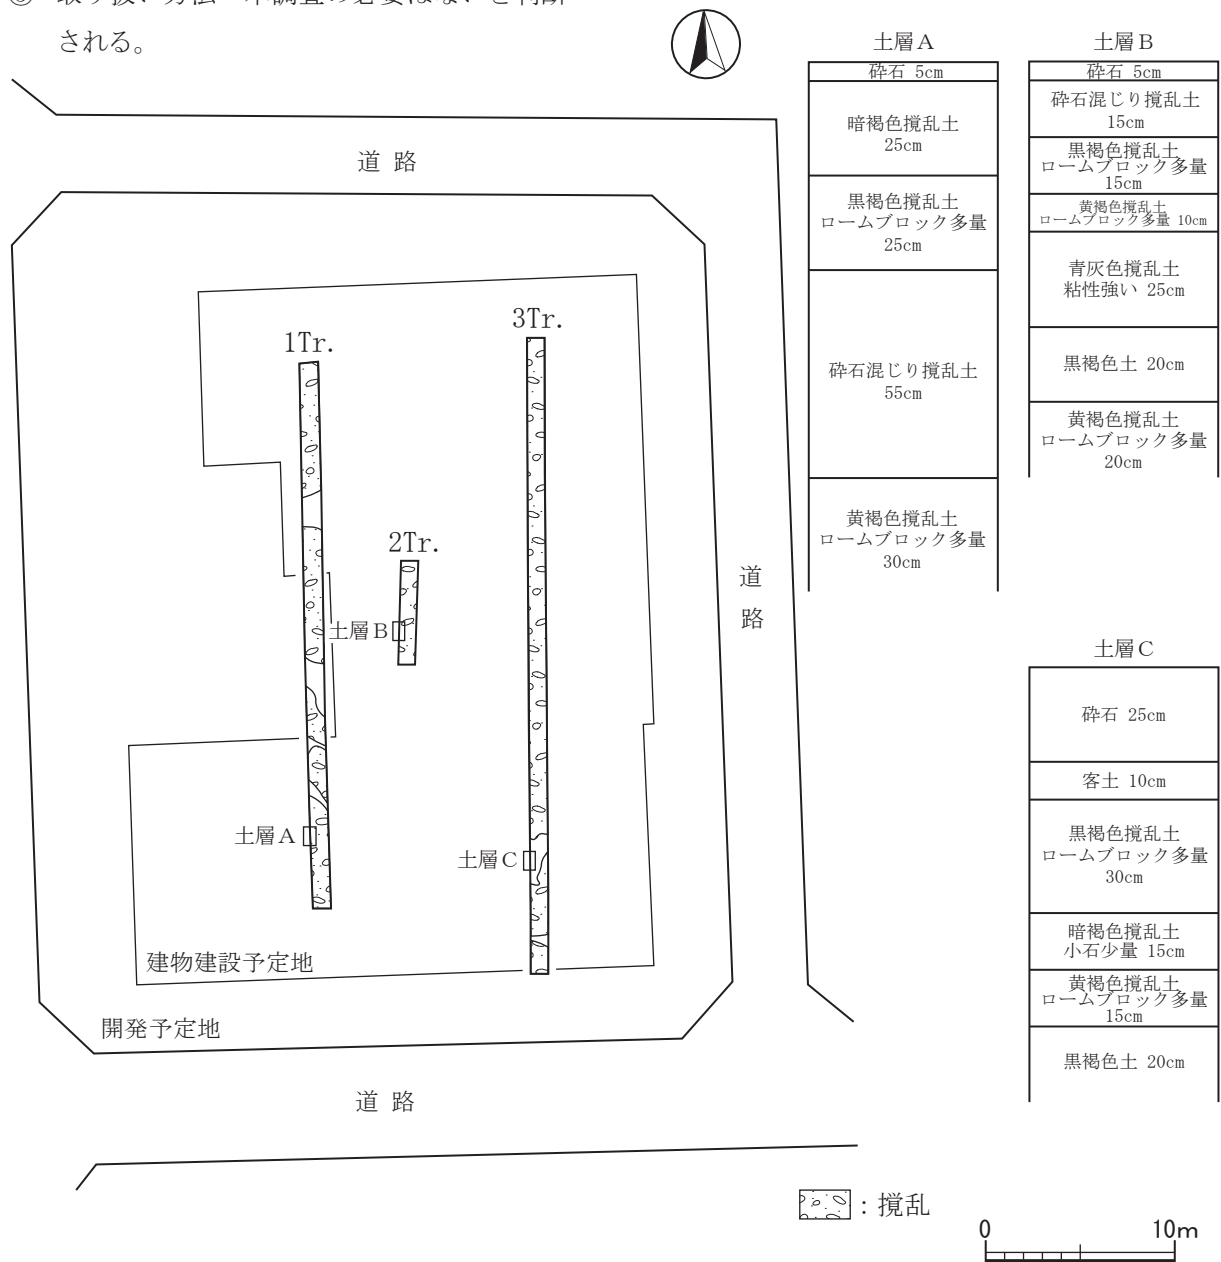 取り扱い方法 本調査の必要はないと判断
される。
道 路
1Tr.
3Tr.
2Tr.
土層B
土層A
土層C
建物建設予定地
開発予定地
道
路
道 路
土層A
砕石 5cm
暗褐色撹乱土
25cm
黒褐色撹乱土
ロームブロック多量
25cm
砕石混じり撹乱土
55cm
黄褐色撹乱土
ロームブロック多量
30cm
土層B
砕石 5cm
砕石混じり撹乱土
15cm
黒褐色撹乱土
ロームブロック多量
15cm
黄褐色撹乱土
ロームブロック多量 10cm
青灰色撹乱土
粘性強い 25cm
黒褐色土 20cm
黄褐色撹乱土
ロームブロック多量
20cm
土層C
砕石 25cm
客土 10cm
黒褐色撹乱土
ロームブロック多量
30cm
暗褐色撹乱土
小石少量 15cm
黄褐色撹乱土
ロームブロック多量
15cm
黒褐色土 20cm
：撹乱
0 10m